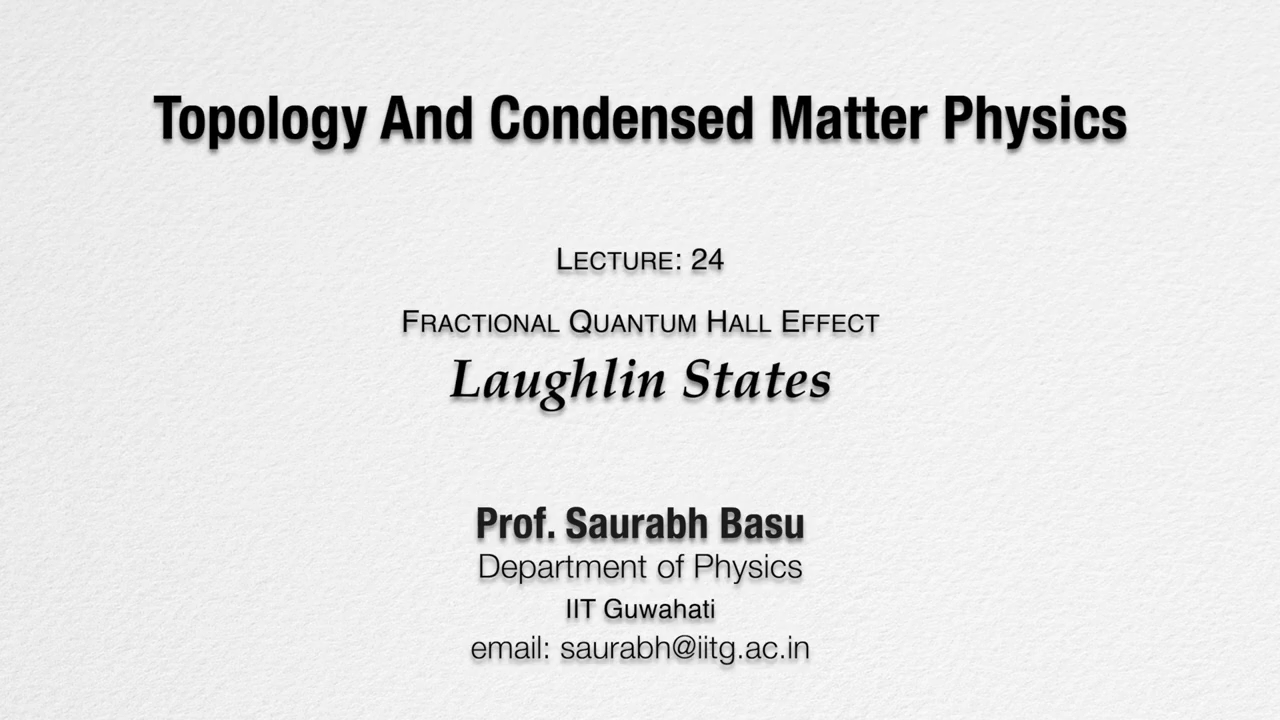 Topology And Condensed Matter Physics
LECTURE: 24
FRACTIONAL QUANTUM HALL EFFECT
Laughlin States
Prof. Saurabh Basu
Department of Physics
IIT Guwahati
email: saurabh@iitg.ac.in